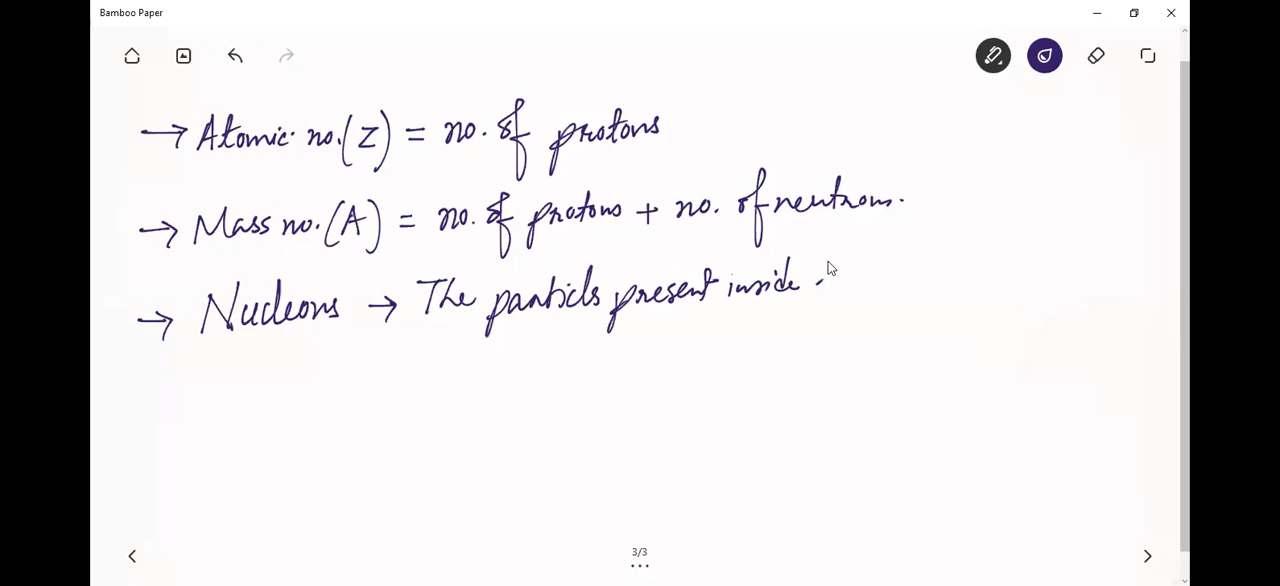 Bamboo Paper
→ Atomic no. (Z) = no. of protons
→ Mass no. (A) = no. of protons + no. of neutrons.
→ Nucleons → The particls present inside
3/3